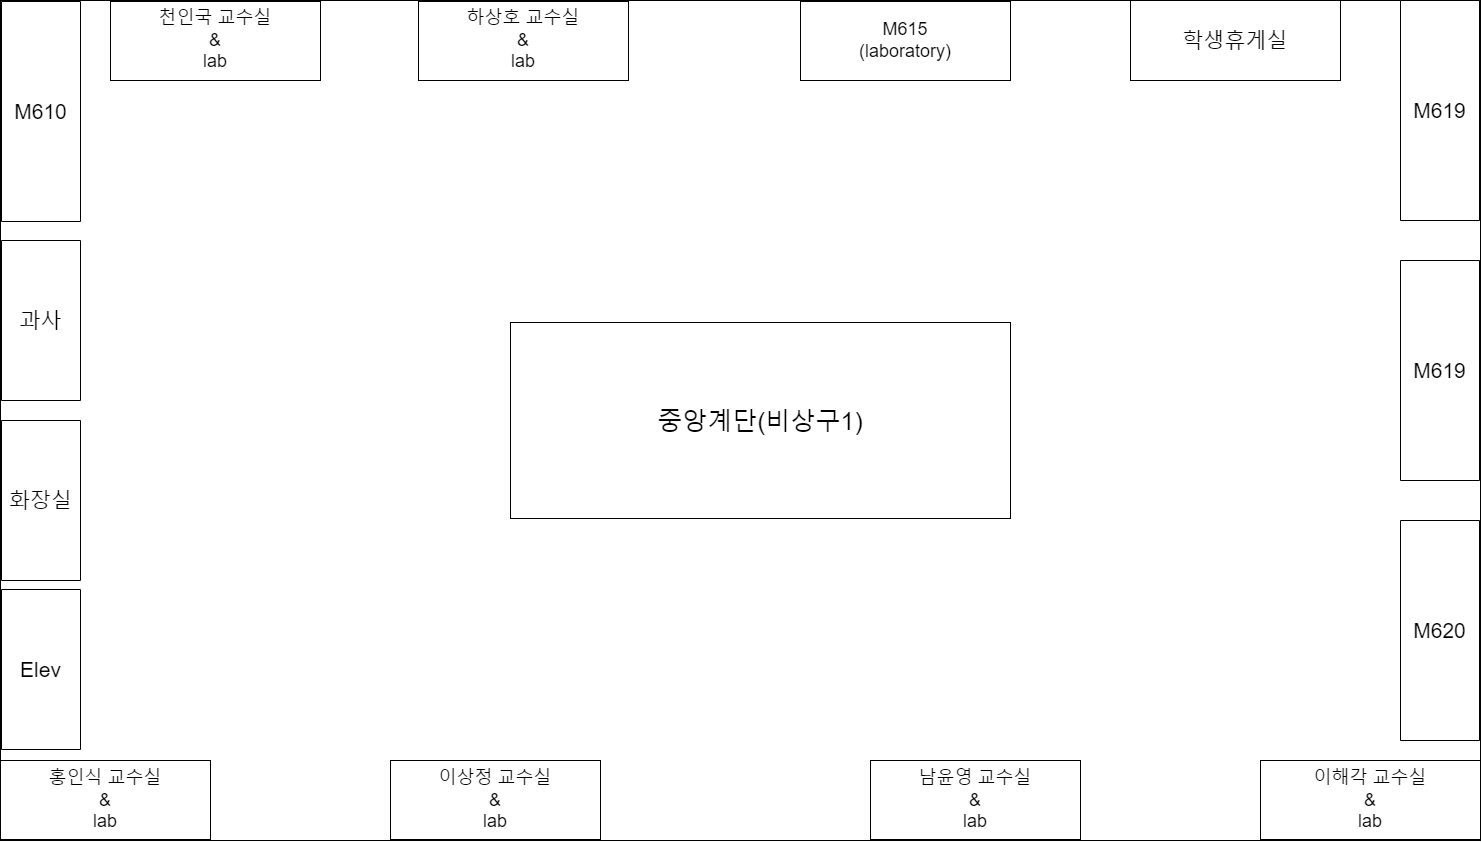 천인국 교수실
&
lab
하상호 교수실
&
lab
M615
(laboratory)
학생휴게실
M610
M619
과사
M619
중앙계단(비상구1)
화장실
M620
Elev
홍인식 교수실
&
lab
이상정 교수실
&
lab
남윤영 교수실
&
lab
이해각 교수실
&
lab